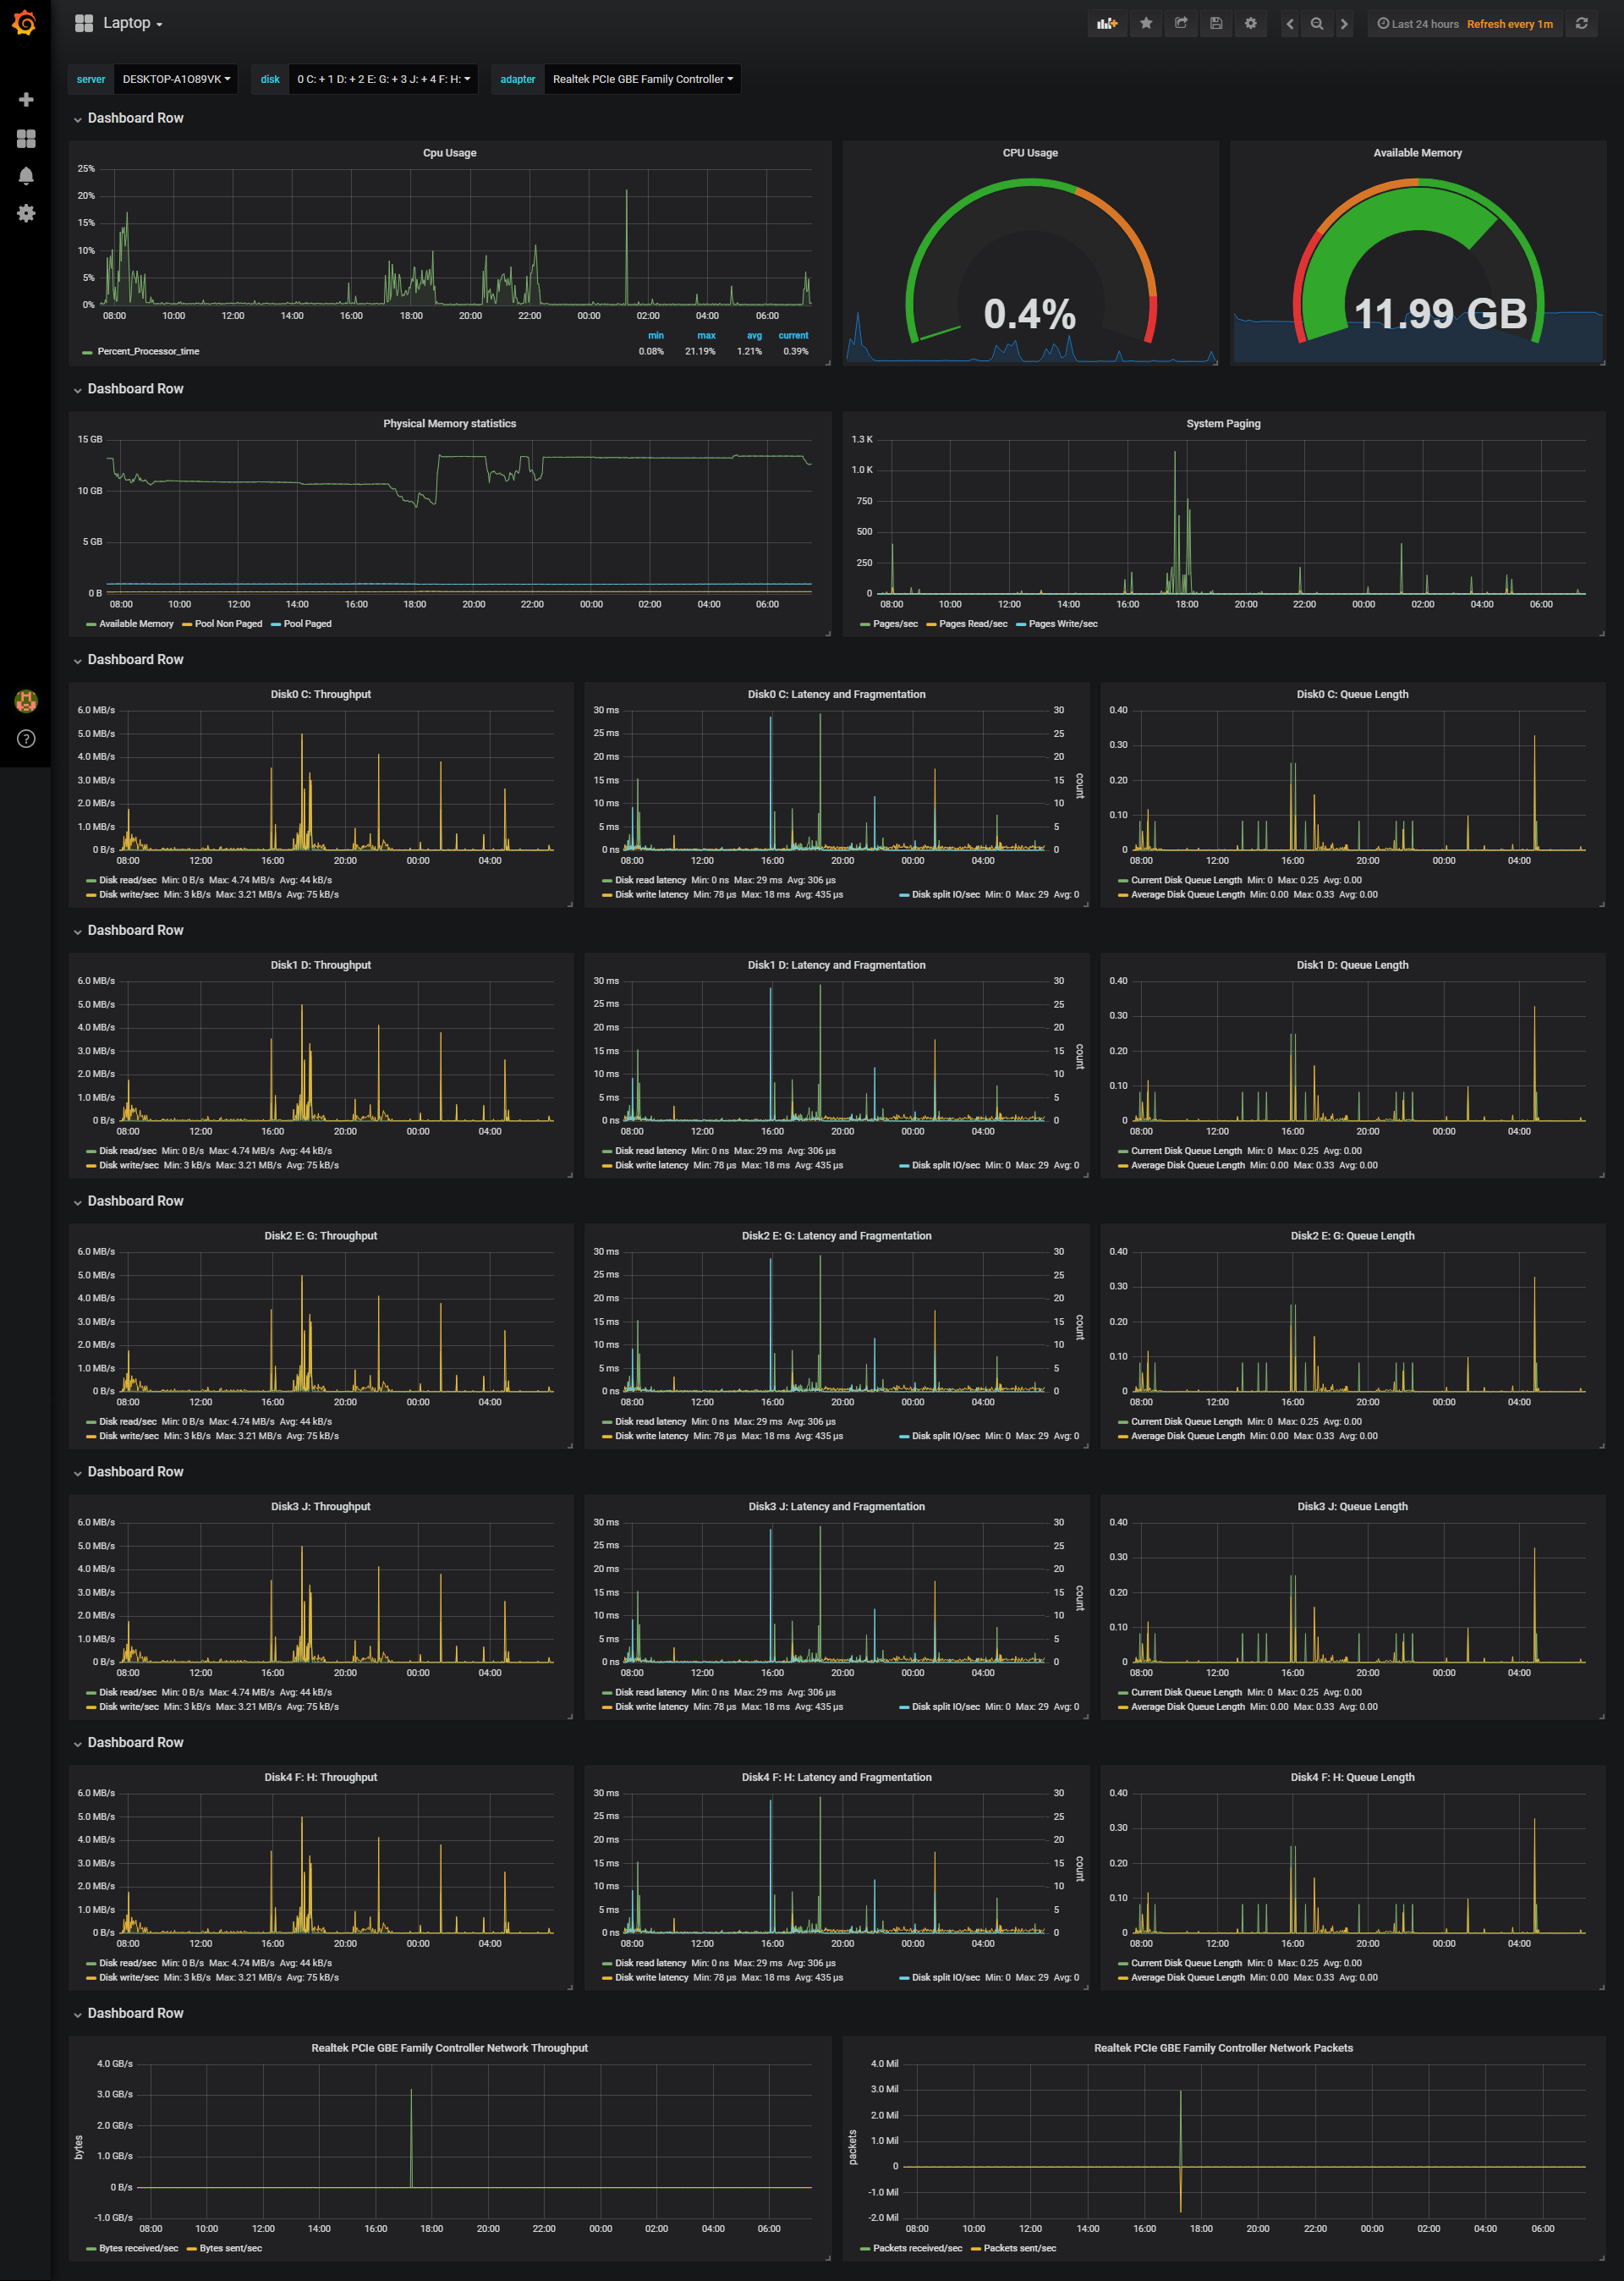 Laptop
Last 24 hours Refresh every 1m
server DESKTOP-A1O89VK disk 0 C: + 1 D: + 2 E: G: + 3 J: + 4 F: H: adapter Realtek PCIe GBE Family Controller
Dashboard Row
Cpu Usage
25%
20%
15%
10%
5%
0%
08:00 10:00 12:00 14:00 16:00 18:00 20:00 22:00 00:00 02:00 04:00 06:00
min max avg current
Percent_Processor_time 0.08% 21.19% 1.21% 0.39%
CPU Usage
0.4%
Available Memory
11.99 GB
Dashboard Row
Physical Memory statistics
15 GB
10 GB
5 GB
0 B
08:00 10:00 12:00 14:00 16:00 18:00 20:00 22:00 00:00 02:00 04:00 06:00
Available Memory Pool Non Paged Pool Paged
System Paging
1.3 K
1.0 K
750
500
250
0
08:00 10:00 12:00 14:00 16:00 18:00 20:00 22:00 00:00 02:00 04:00 06:00
Pages/sec Pages Read/sec Pages Write/sec
Dashboard Row
Disk0 C: Throughput
6.0 MB/s
5.0 MB/s
4.0 MB/s
3.0 MB/s
2.0 MB/s
1.0 MB/s
0 B/s
08:00 12:00 16:00 20:00 00:00 04:00
Disk read/sec Min: 0 B/s Max: 4.74 MB/s Avg: 44 kB/s
Disk write/sec Min: 3 kB/s Max: 3.21 MB/s Avg: 75 kB/s
Disk0 C: Latency and Fragmentation
30 ms 30
25 ms 25
20 ms 20
15 ms 15
10 ms 10
5 ms 5
0 ns 0
count
08:00 12:00 16:00 20:00 00:00 04:00
Disk read latency Min: 0 ns Max: 29 ms Avg: 306 µs
Disk write latency Min: 78 µs Max: 18 ms Avg: 435 µs Disk split IO/sec Min: 0 Max: 29 Avg: 0
Disk0 C: Queue Length
0.40
0.30
0.20
0.10
0
08:00 12:00 16:00 20:00 00:00 04:00
Current Disk Queue Length Min: 0 Max: 0.25 Avg: 0.00
Average Disk Queue Length Min: 0.00 Max: 0.33 Avg: 0.00
Dashboard Row
Disk1 D: Throughput
6.0 MB/s
5.0 MB/s
4.0 MB/s
3.0 MB/s
2.0 MB/s
1.0 MB/s
0 B/s
08:00 12:00 16:00 20:00 00:00 04:00
Disk read/sec Min: 0 B/s Max: 4.74 MB/s Avg: 44 kB/s
Disk write/sec Min: 3 kB/s Max: 3.21 MB/s Avg: 75 kB/s
Disk1 D: Latency and Fragmentation
30 ms 30
25 ms 25
20 ms 20
15 ms 15
10 ms 10
5 ms 5
0 ns 0
count
08:00 12:00 16:00 20:00 00:00 04:00
Disk read latency Min: 0 ns Max: 29 ms Avg: 306 µs
Disk write latency Min: 78 µs Max: 18 ms Avg: 435 µs Disk split IO/sec Min: 0 Max: 29 Avg: 0
Disk1 D: Queue Length
0.40
0.30
0.20
0.10
0
08:00 12:00 16:00 20:00 00:00 04:00
Current Disk Queue Length Min: 0 Max: 0.25 Avg: 0.00
Average Disk Queue Length Min: 0.00 Max: 0.33 Avg: 0.00
Dashboard Row
Disk2 E: G: Throughput
6.0 MB/s
5.0 MB/s
4.0 MB/s
3.0 MB/s
2.0 MB/s
1.0 MB/s
0 B/s
08:00 12:00 16:00 20:00 00:00 04:00
Disk read/sec Min: 0 B/s Max: 4.74 MB/s Avg: 44 kB/s
Disk write/sec Min: 3 kB/s Max: 3.21 MB/s Avg: 75 kB/s
Disk2 E: G: Latency and Fragmentation
30 ms 30
25 ms 25
20 ms 20
15 ms 15
10 ms 10
5 ms 5
0 ns 0
count
08:00 12:00 16:00 20:00 00:00 04:00
Disk read latency Min: 0 ns Max: 29 ms Avg: 306 µs
Disk write latency Min: 78 µs Max: 18 ms Avg: 435 µs Disk split IO/sec Min: 0 Max: 29 Avg: 0
Disk2 E: G: Queue Length
0.40
0.30
0.20
0.10
0
08:00 12:00 16:00 20:00 00:00 04:00
Current Disk Queue Length Min: 0 Max: 0.25 Avg: 0.00
Average Disk Queue Length Min: 0.00 Max: 0.33 Avg: 0.00
Dashboard Row
Disk3 J: Throughput
6.0 MB/s
5.0 MB/s
4.0 MB/s
3.0 MB/s
2.0 MB/s
1.0 MB/s
0 B/s
08:00 12:00 16:00 20:00 00:00 04:00
Disk read/sec Min: 0 B/s Max: 4.74 MB/s Avg: 44 kB/s
Disk write/sec Min: 3 kB/s Max: 3.21 MB/s Avg: 75 kB/s
Disk3 J: Latency and Fragmentation
30 ms 30
25 ms 25
20 ms 20
15 ms 15
10 ms 10
5 ms 5
0 ns 0
count
08:00 12:00 16:00 20:00 00:00 04:00
Disk read latency Min: 0 ns Max: 29 ms Avg: 306 µs
Disk write latency Min: 78 µs Max: 18 ms Avg: 435 µs Disk split IO/sec Min: 0 Max: 29 Avg: 0
Disk3 J: Queue Length
0.40
0.30
0.20
0.10
0
08:00 12:00 16:00 20:00 00:00 04:00
Current Disk Queue Length Min: 0 Max: 0.25 Avg: 0.00
Average Disk Queue Length Min: 0.00 Max: 0.33 Avg: 0.00
Dashboard Row
Disk4 F: H: Throughput
6.0 MB/s
5.0 MB/s
4.0 MB/s
3.0 MB/s
2.0 MB/s
1.0 MB/s
0 B/s
08:00 12:00 16:00 20:00 00:00 04:00
Disk read/sec Min: 0 B/s Max: 4.74 MB/s Avg: 44 kB/s
Disk write/sec Min: 3 kB/s Max: 3.21 MB/s Avg: 75 kB/s
Disk4 F: H: Latency and Fragmentation
30 ms 30
25 ms 25
20 ms 20
15 ms 15
10 ms 10
5 ms 5
0 ns 0
count
08:00 12:00 16:00 20:00 00:00 04:00
Disk read latency Min: 0 ns Max: 29 ms Avg: 306 µs
Disk write latency Min: 78 µs Max: 18 ms Avg: 435 µs Disk split IO/sec Min: 0 Max: 29 Avg: 0
Disk4 F: H: Queue Length
0.40
0.30
0.20
0.10
0
08:00 12:00 16:00 20:00 00:00 04:00
Current Disk Queue Length Min: 0 Max: 0.25 Avg: 0.00
Average Disk Queue Length Min: 0.00 Max: 0.33 Avg: 0.00
Dashboard Row
Realtek PCIe GBE Family Controller Network Throughput
4.0 GB/s
3.0 GB/s
2.0 GB/s
1.0 GB/s
0 B/s
-1.0 GB/s
bytes
08:00 10:00 12:00 14:00 16:00 18:00 20:00 22:00 00:00 02:00 04:00 06:00
Bytes received/sec Bytes sent/sec
Realtek PCIe GBE Family Controller Network Packets
4.0 Mil
3.0 Mil
2.0 Mil
1.0 Mil
0
-1.0 Mil
-2.0 Mil
packets
08:00 10:00 12:00 14:00 16:00 18:00 20:00 22:00 00:00 02:00 04:00 06:00
Packets received/sec Packets sent/sec